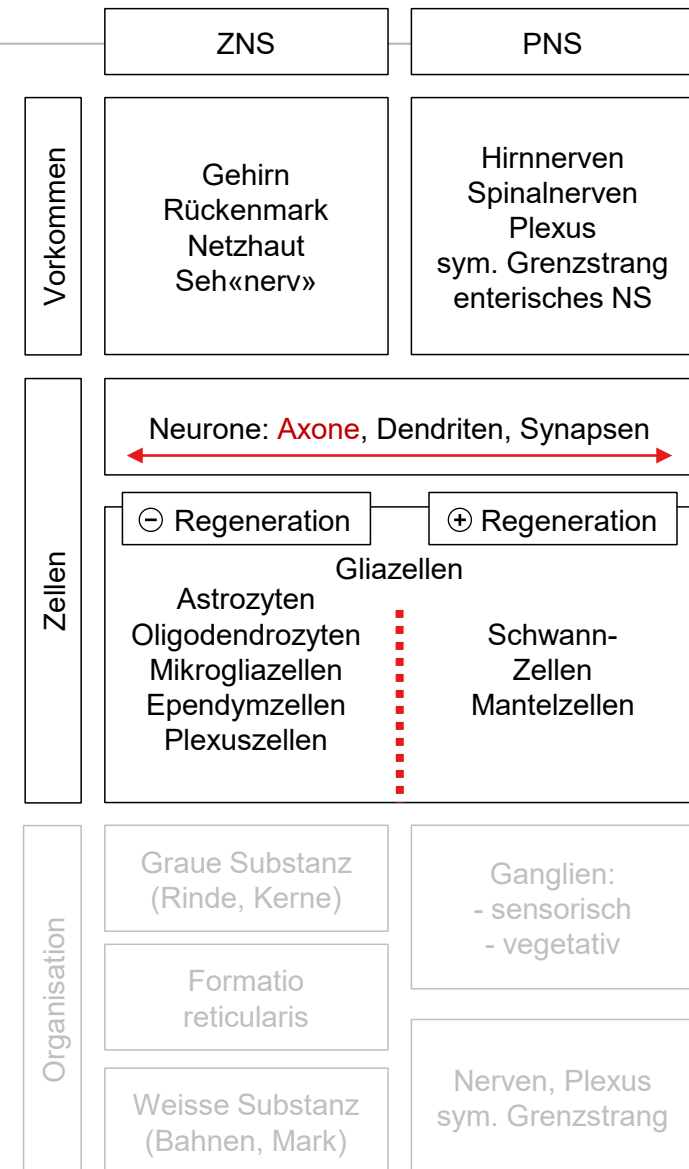 ZNS
PNS
Vorkommen
Gehirn
Rückenmark
Netzhaut
Seh«nerv»
Hirnnerven
Spinalnerven
Plexus
sym. Grenzstrang
enterisches NS
Zellen
Neurone: Axone, Dendriten, Synapsen
⊖ Regeneration
⊕ Regeneration
Gliazellen
Astrozyten
Oligodendrozyten
Mikrogliazellen
Ependymzellen
Plexuszellen
Schwann-
Zellen
Mantelzellen
Organisation
Graue Substanz
(Rinde, Kerne)
Formatio
reticularis
Weisse Substanz
(Bahnen, Mark)
Ganglien:
- sensorisch
- vegetativ
Nerven, Plexus
sym. Grenzstrang